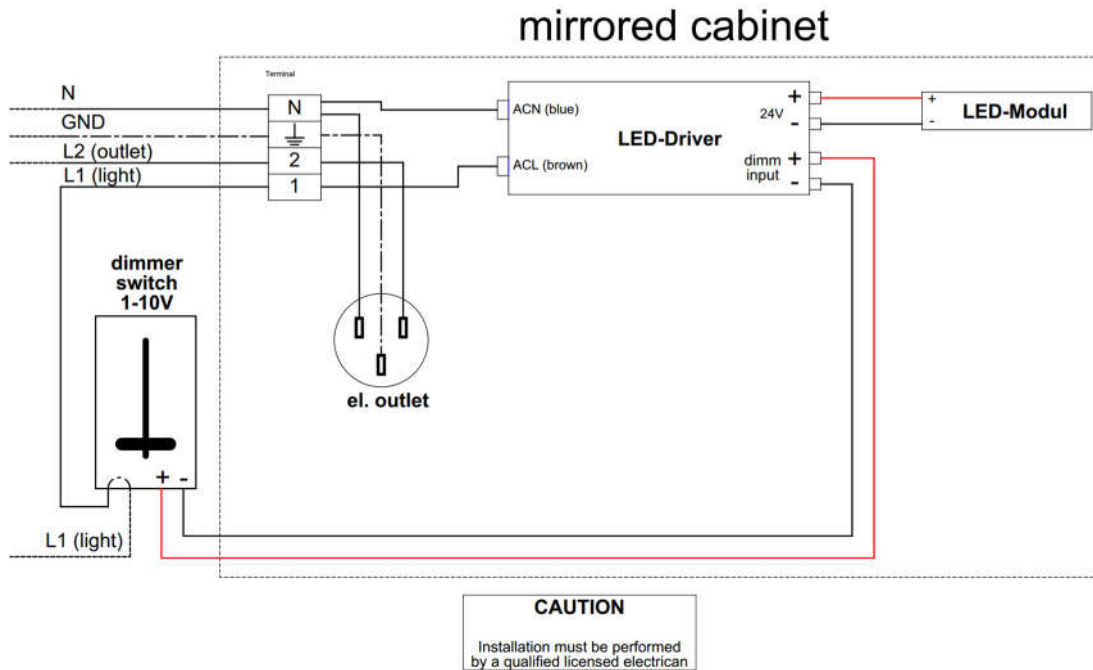 mirrored cabinet
Terminal
N
GND
L2 (outlet)
L1 (light)
N
2
1
ACN (blue)
ACL (brown)
LED-Driver
+
24V
-
dimm
input
+
-
+
-
LED-Modul
dimmer
switch
1-10V
+ -
L1 (light)
el. outlet
CAUTION
Installation must be performed
by a qualified licensed electrican